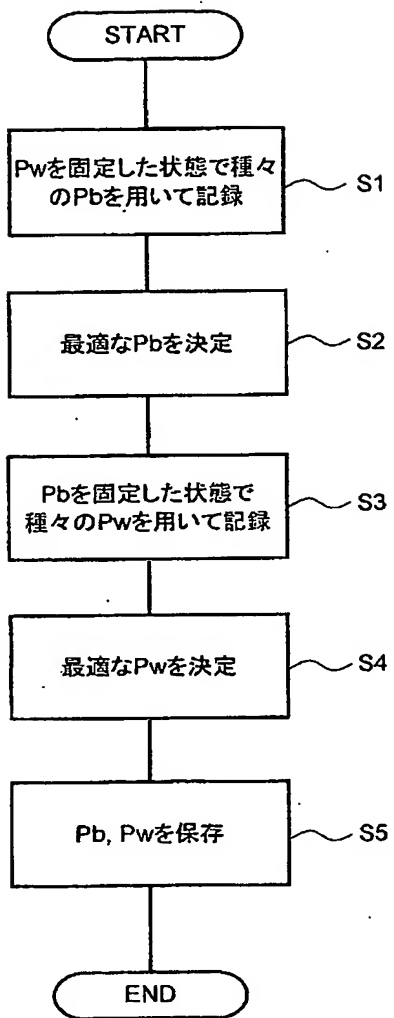 START
Pwを固定した状態で種々
のPbを用いて記録
S1
最適なPbを決定
S2
Pbを固定した状態で
種々のPwを用いて記録
S3
最適なPwを決定
S4
Pb, Pwを保存
S5
END